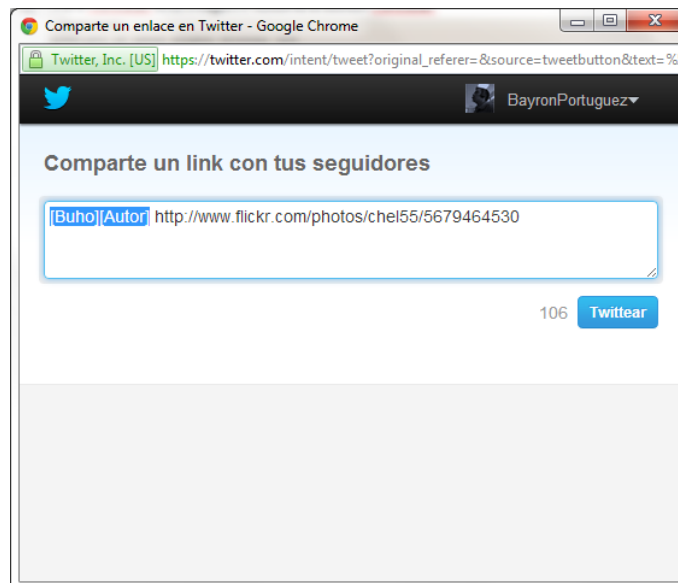 Comparte un enlace en Twitter - Google Chrome
Twitter, Inc. [US] https://twitter.com/intent/tweet?original_referer=&source=tweetbutton&text=%
BayronPortuguez
Comparte un link con tus seguidores
[Buho][Autor] http://www.flickr.com/photos/chel55/5679464530
106 Twittear